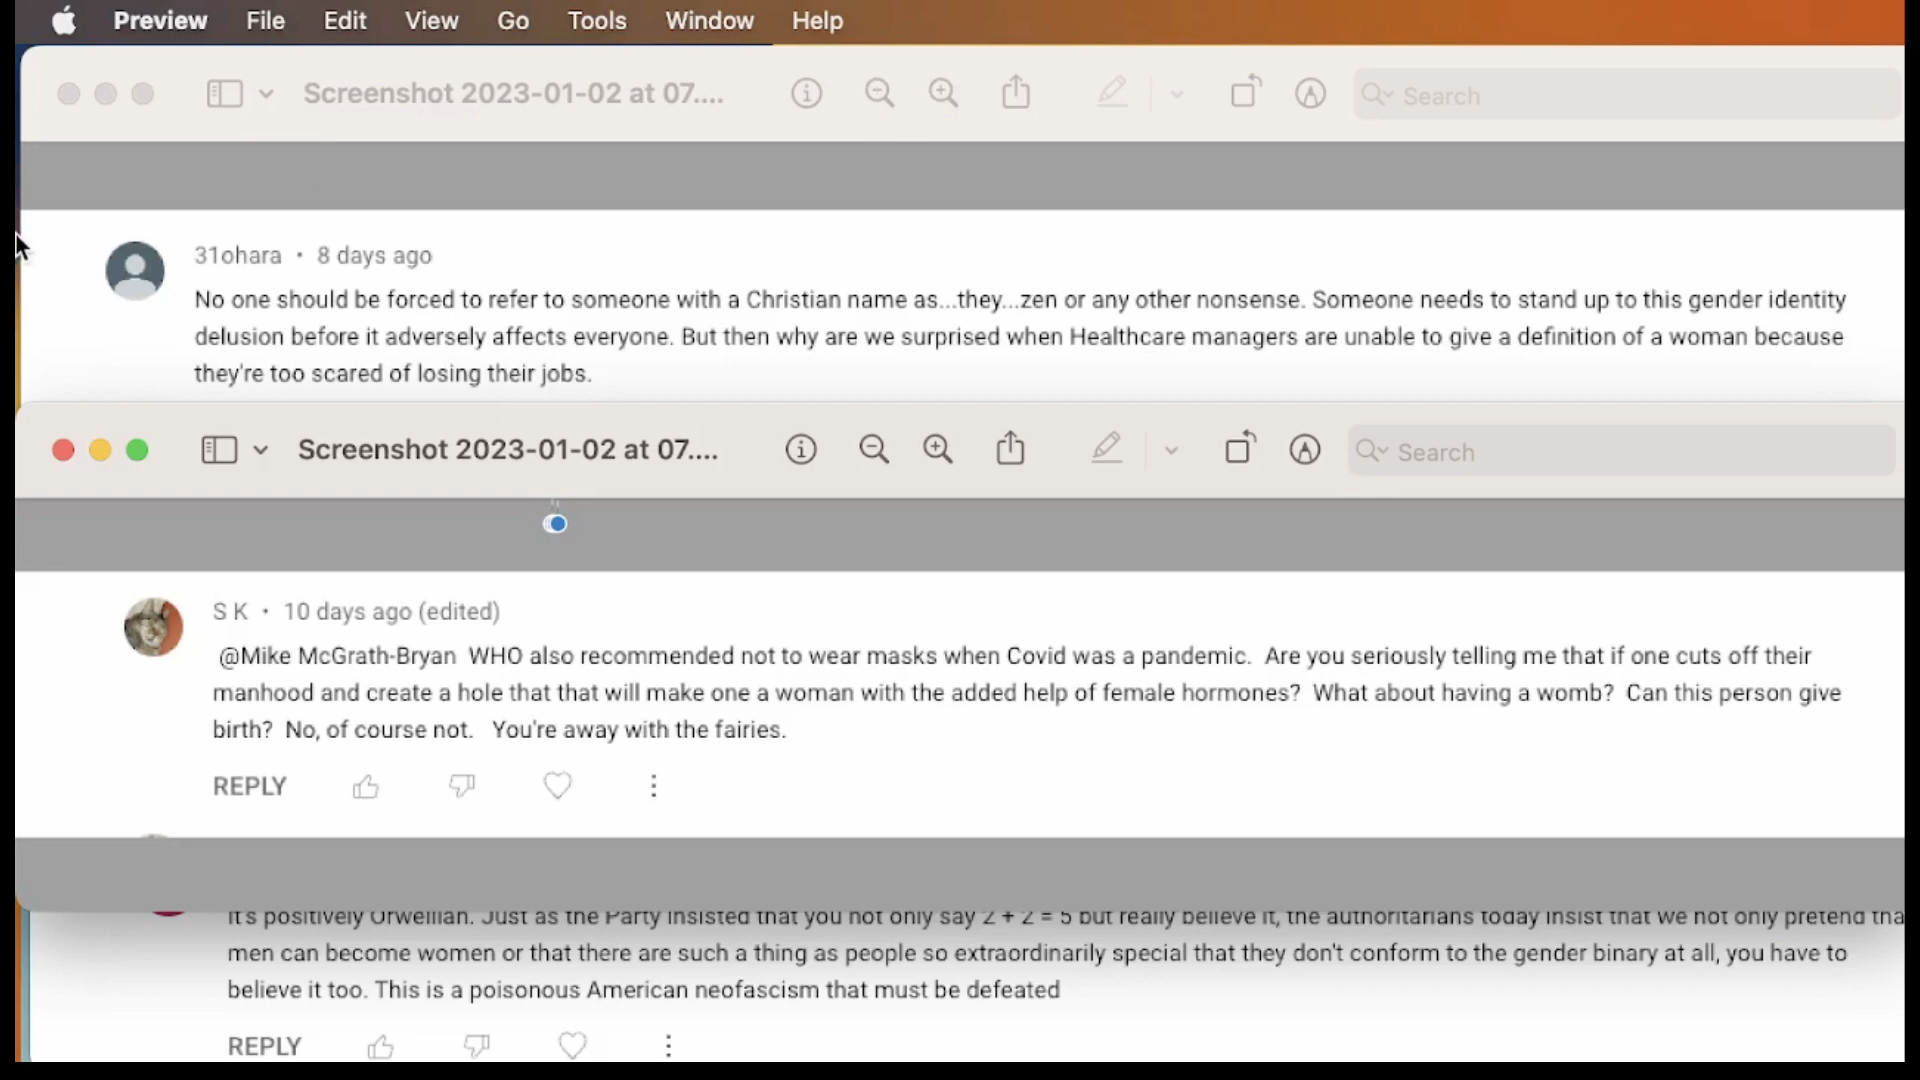 Preview File Edit View Go Tools Window Help
Screenshot 2023-01-02 at 07.... Search
31ohara • 8 days ago
No one should be forced to refer to someone with a Christian name as...they...zen or any other nonsense. Someone needs to stand up to this gender identity
delusion before it adversely affects everyone. But then why are we surprised when Healthcare managers are unable to give a definition of a woman because
they're too scared of losing their jobs.
Screenshot 2023-01-02 at 07.... Search
S K • 10 days ago (edited)
@Mike McGrath-Bryan WHO also recommended not to wear masks when Covid was a pandemic. Are you seriously telling me that if one cuts off their
manhood and create a hole that that will make one a woman with the added help of female hormones? What about having a womb? Can this person give
birth? No, of course not. You're away with the fairies.
REPLY
It's positively Orwellian. Just as the Party insisted that you not only say 2 + 2 = 5 but really believe it, the authoritarians today insist that we not only pretend tha
men can become women or that there are such a thing as people so extraordinarily special that they don't conform to the gender binary at all, you have to
believe it too. This is a poisonous American neofascism that must be defeated
REPLY